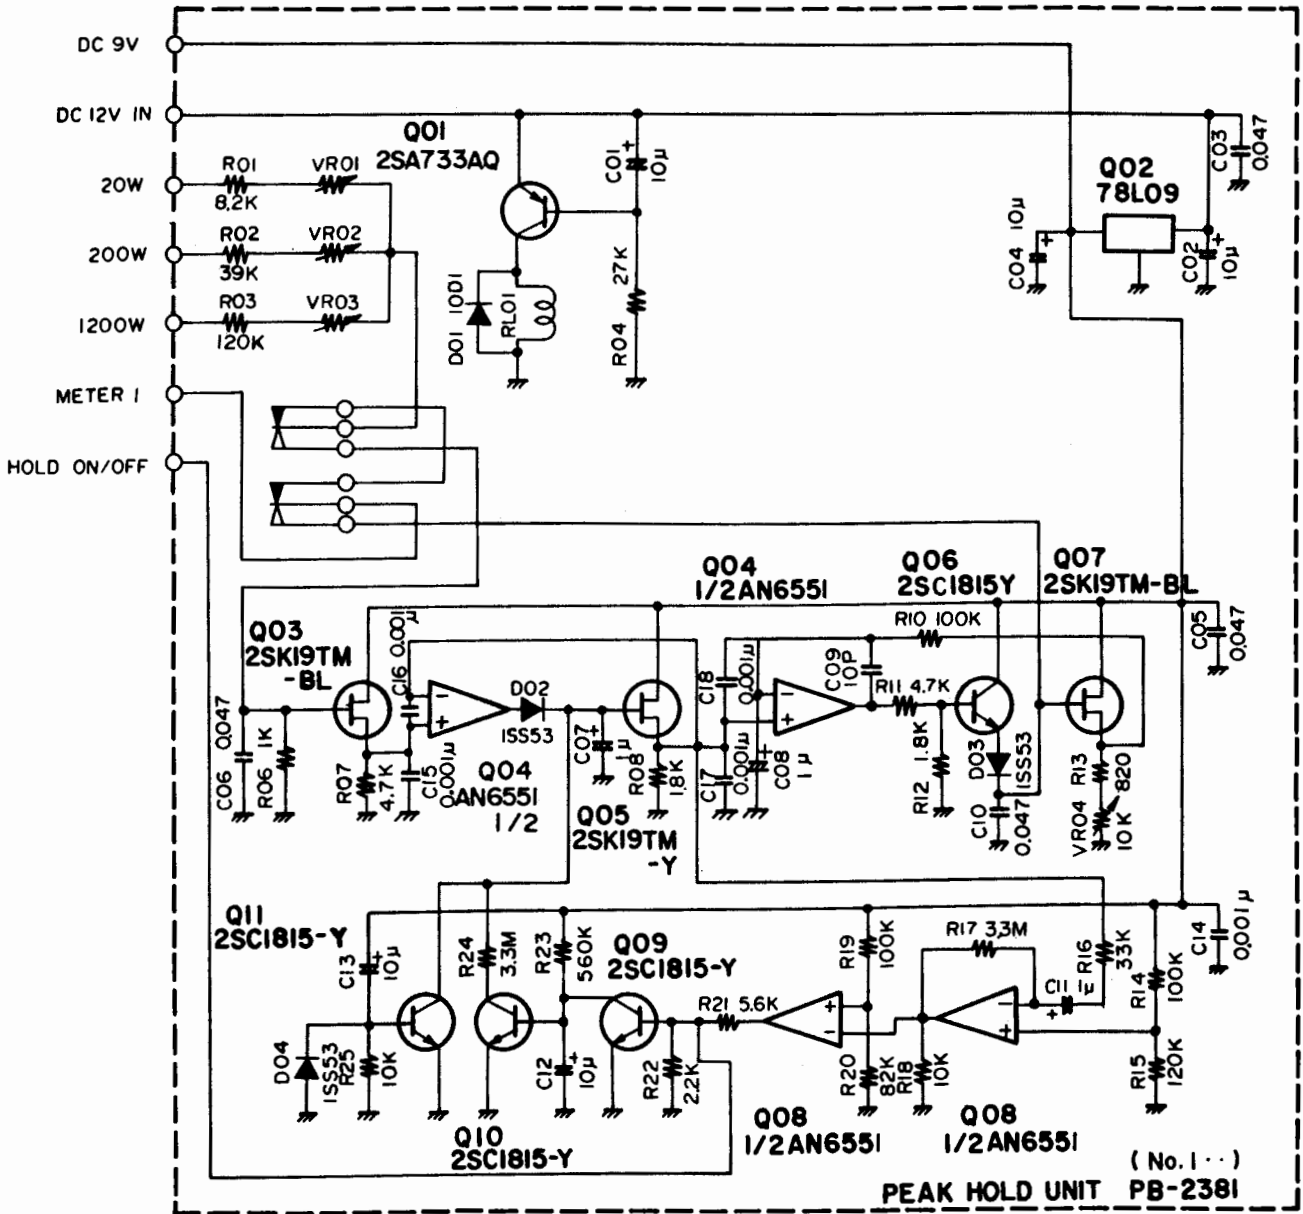 DC 9V
DC 12V IN
20W
200W
1200W
METER 1
HOLD ON/OFF
R01
8.2K
VR01
R02
39K
VR02
R03
120K
VR03
Q01
2SA733AQ
C01
10μ
D01 10D1
RL01
27K
R04
Q02
78L09
C03
0.047
C04 10μ
C02
10μ
Q03
2SK19TM
-BL
C16 0.001μ
D02
1SS53
C07
1μ
Q04
AN6551
1/2
C15
0.001μ
R07
4.7K
C06 0.047
R06 1K
R08
1.8K
Q05
2SK19TM
-Y
Q04
1/2AN6551
C18
0.001μ
C17
0.001μ
C08
1μ
C09
10P
R10 100K
R11 4.7K
R12 1.8K
Q06
2SC1815Y
D03
1SS53
C10
0.047
Q07
2SK19TM-BL
R13
820
VR04
10K
C05
0.047
Q11
2SC1815-Y
C13
10μ
D04
1SS53
R25
10K
R24
3.3M
R23
560K
Q10
2SC1815-Y
C12
10μ
Q09
2SC1815-Y
R22
2.2K
R21 5.6K
R19
100K
R20
82K
Q08
1/2AN6551
R17 3.3M
R18
10K
C11 1μ
R16
33K
Q08
1/2AN6551
R14
100K
R15
120K
C14
0.001μ
(No.1··)
PEAK HOLD UNIT PB-2381